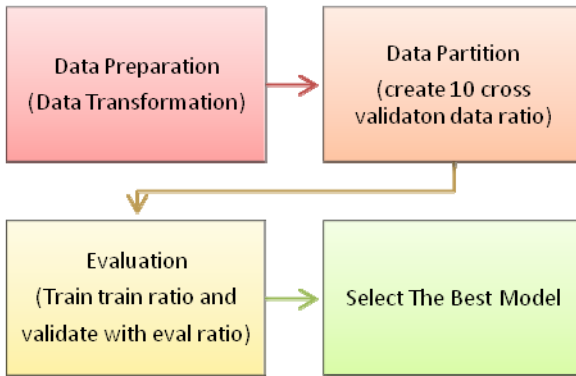 Data Preparation
(Data Transformation)
Data Partition
(create 10 cross
validaton data ratio)
Evaluation
(Train train ratio and
validate with eval ratio)
Select The Best Model